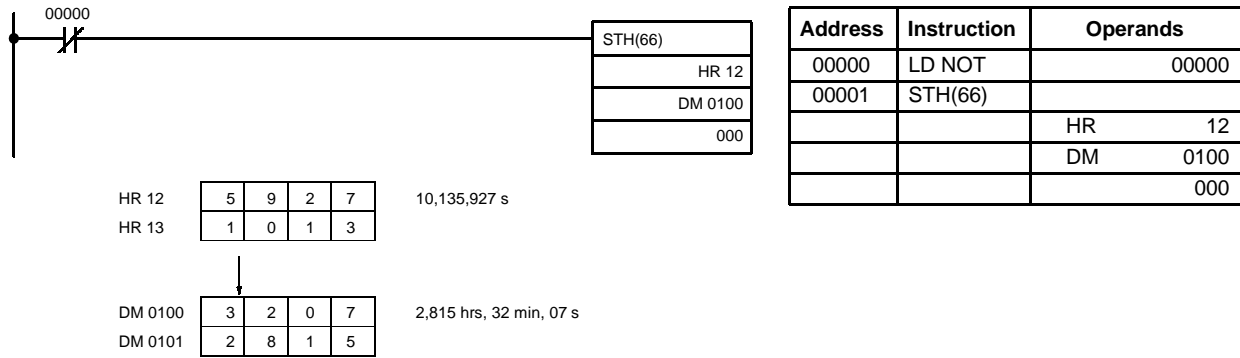 00000
STH(66)
HR 12
DM 0100
000
Address Instruction Operands
00000 LD NOT 00000
00001 STH(66)
HR 12
DM 0100
000
HR 12 5 9 2 7 10,135,927 s
HR 13 1 0 1 3
DM 0100 3 2 0 7 2,815 hrs, 32 min, 07 s
DM 0101 2 8 1 5